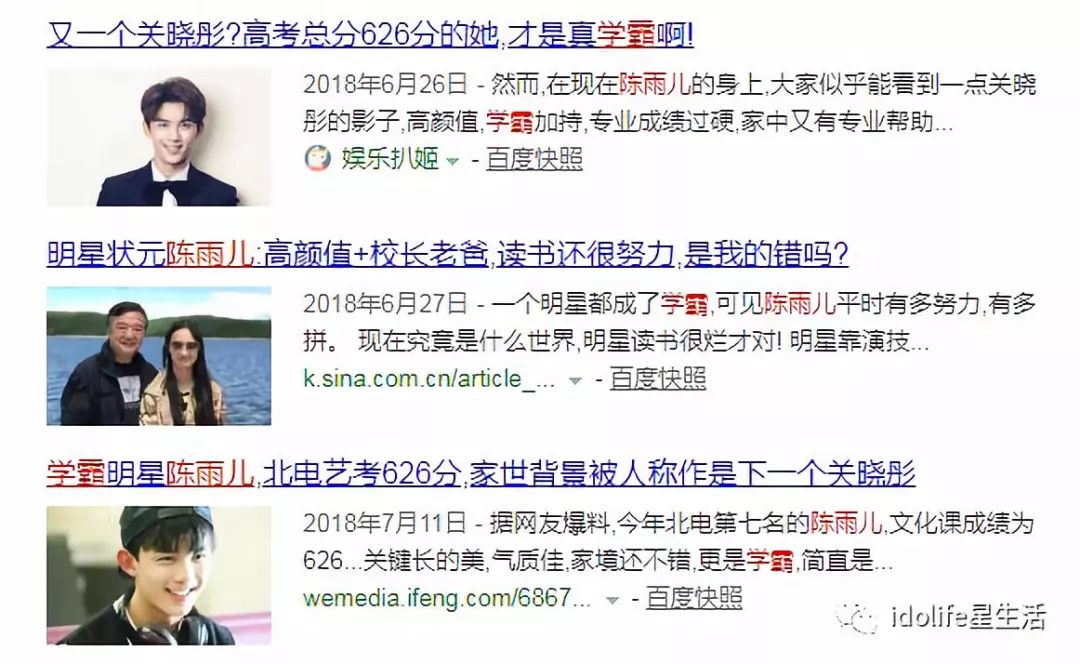 又一个关晓彤?高考总分626分的她,才是真学霸啊!
2018年6月26日 - 然而,在现在陈雨儿的身上,大家似乎能看到一点关晓
彤的影子,高颜值,学霸加持,专业成绩过硬,家中又有专业帮助...
娱乐扒姬 - 百度快照
明星状元陈雨儿:高颜值+校长老爸,读书还很努力,是我的错吗?
2018年6月27日 - 一个明星都成了学霸,可见陈雨儿平时有多努力,有多
拼。 现在究竟是什么世界,明星读书很烂才对! 明星靠演技...
k.sina.com.cn/article_... - 百度快照
学霸明星陈雨儿,北电艺考626分,家世背景被人称作是下一个关晓彤
2018年7月11日 - 据网友爆料,今年北电第七名的陈雨儿,文化课成绩为
626...关键长的美,气质佳,家境还不错,更是学霸,简直是...
wemedia.ifeng.com/6867... - 百度快照
idolife星生活